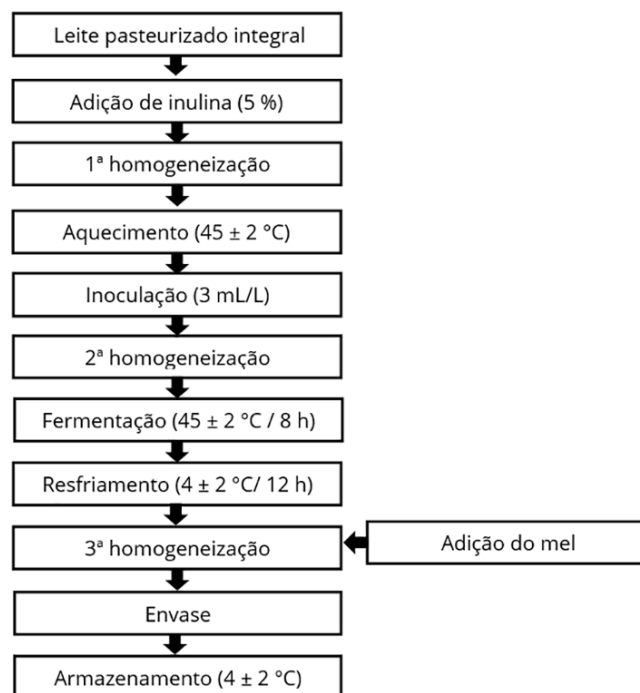 Leite pasteurizado integral
Adição de inulina (5 %)
1ª homogeneização
Aquecimento (45 ± 2 °C)
Inoculação (3 mL/L)
2ª homogeneização
Fermentação (45 ± 2 °C / 8 h)
Resfriamento (4 ± 2 °C/ 12 h)
3ª homogeneização
Adição do mel
Envase
Armazenamento (4 ± 2 °C)